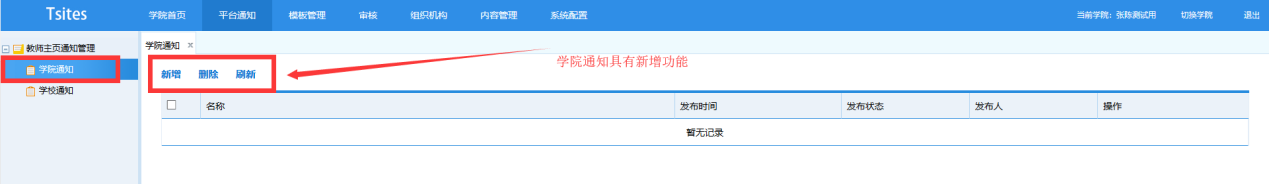 Tsites 学院首页 平台通知 模板管理 审核 组织机构 内容管理 系统配置 当前学院：张陈测试用 切换学院 退出
教师主页通知管理
学院通知
学校通知
学院通知 ×
新增 删除 刷新
学院通知具有新增功能
名称 发布时间 发布状态 发布人 操作
暂无记录